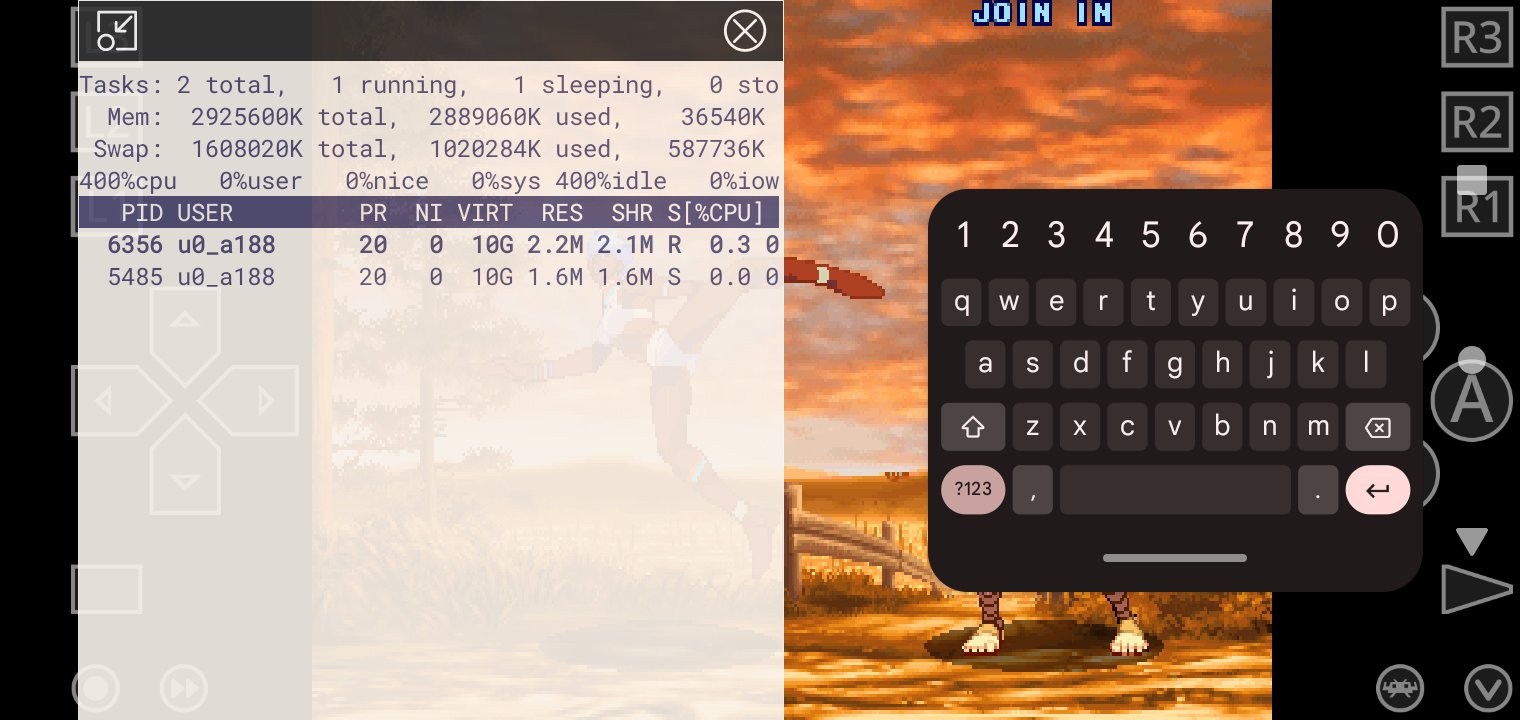 JOIN IN
Tasks: 2 total, 1 running, 1 sleeping, 0 sto
Mem: 2925600K total, 2889060K used, 36540K
Swap: 1608020K total, 1020284K used, 587736K
400%cpu 0%user 0%nice 0%sys 400%idle 0%iow
PID USER PR NI VIRT RES SHR S[%CPU]
6356 u0_a188 20 0 10G 2.2M 2.1M R 0.3 0
5485 u0_a188 20 0 10G 1.6M 1.6M S 0.0 0
L2
R3
R2
R1
A
1 2 3 4 5 6 7 8 9 0
q w e r t y u i o p
a s d f g h j k l
z x c v b n m
?123 , .